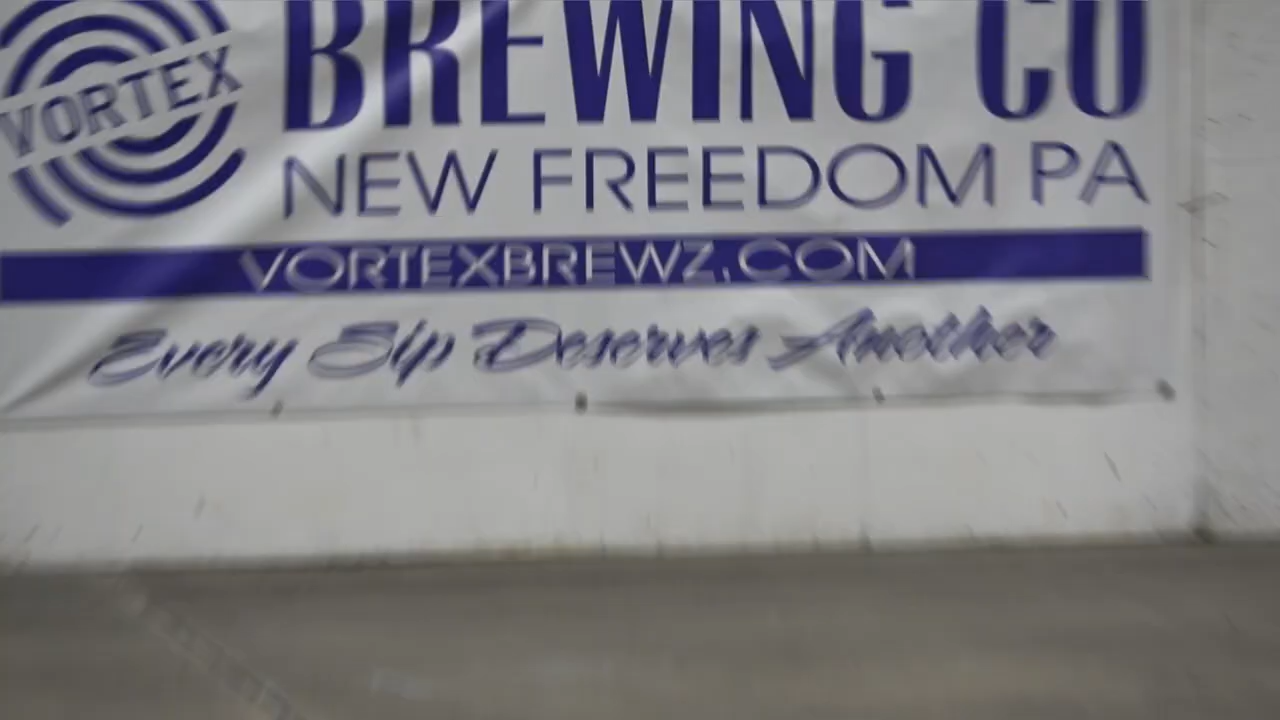 VORTEX
BREWING CO
NEW FREEDOM PA
VORTEXBREWZ.COM
Every Sip Deserves Another